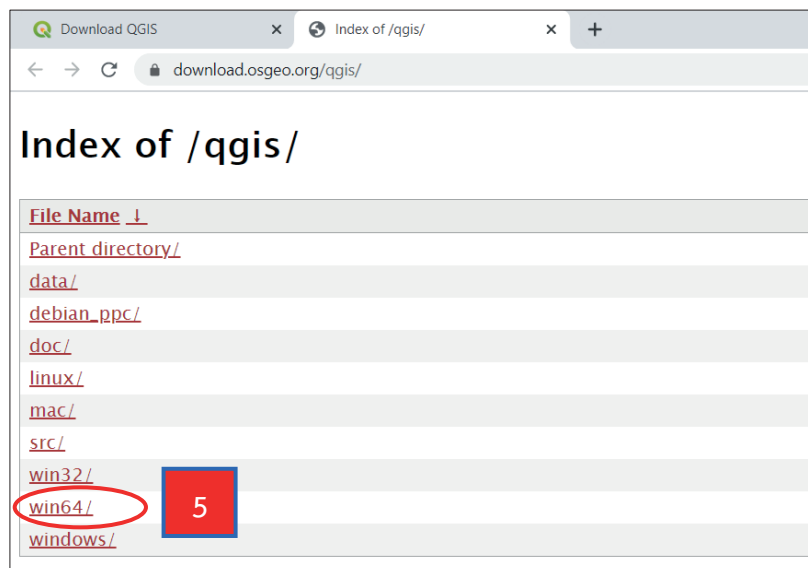 Download QGIS
Index of /qgis/
download.osgeo.org/qgis/
Index of /qgis/
File Name ↓
Parent directory/
data/
debian_ppc/
doc/
linux/
mac/
src/
win32/
win64/
5
windows/